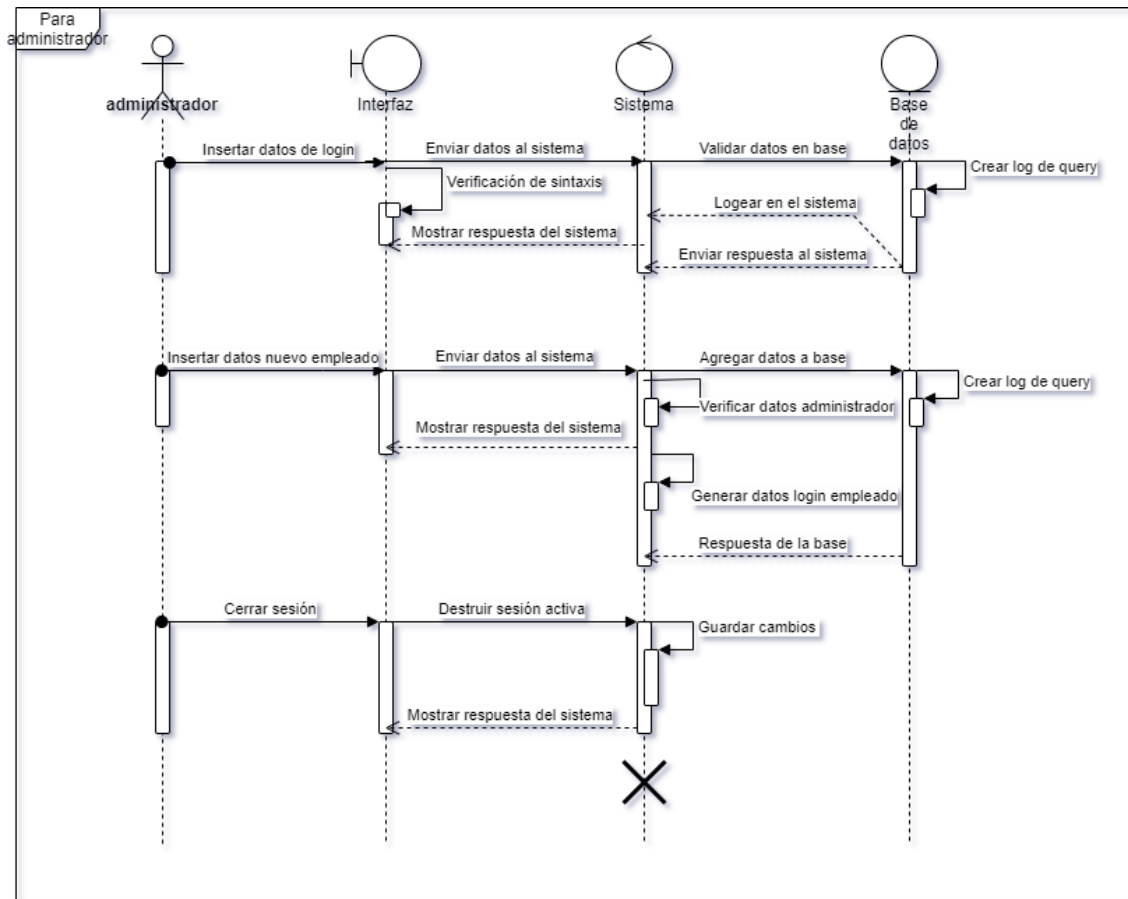 Para
administrador
administrador
Interfaz
Sistema
Base
de
datos
Insertar datos de login
Enviar datos al sistema
Validar datos en base
Crear log de query
Verificación de sintaxis
Logear en el sistema
Mostrar respuesta del sistema
Enviar respuesta al sistema
Insertar datos nuevo empleado
Enviar datos al sistema
Agregar datos a base
Crear log de query
Verificar datos administrador
Mostrar respuesta del sistema
Generar datos login empleado
Respuesta de la base
Cerrar sesión
Destruir sesión activa
Guardar cambios
Mostrar respuesta del sistema